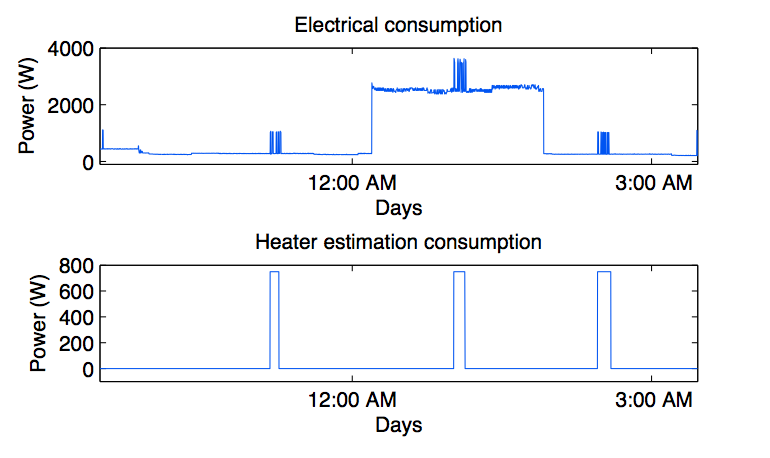 Electrical consumption
4000
2000
0
Power (W)
12:00 AM 3:00 AM
Days
Heater estimation consumption
800
600
400
200
0
Power (W)
12:00 AM 3:00 AM
Days